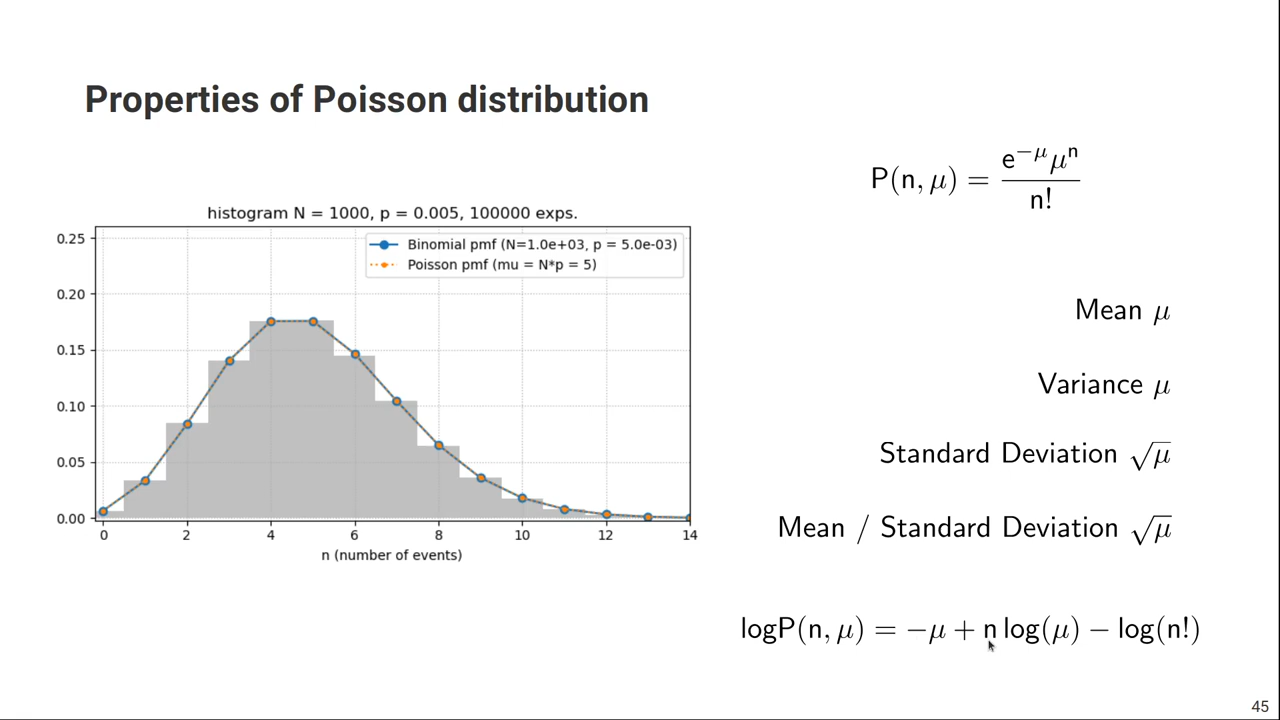 Properties of Poisson distribution
histogram N = 1000, p = 0.005, 100000 exps.
Binomial pmf (N=1.0e+03, p = 5.0e-03)
Poisson pmf (mu = N*p = 5)
0.25
0.20
0.15
0.10
0.05
0.00
0 2 4 6 8 10 12 14
n (number of events)
P(n, μ) = e^{−μ}μ^n / n!
Mean μ
Variance μ
Standard Deviation √μ
Mean / Standard Deviation √μ
logP(n, μ) = −μ + n log(μ) − log(n!)
45